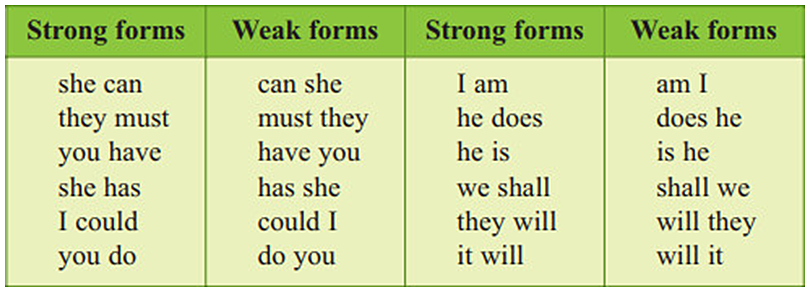 Strong forms Weak forms Strong forms Weak forms
she can can she I am am I
they must must they he does does he
you have have you he is is he
she has has she we shall shall we
I could could I they will will they
you do do you it will will it